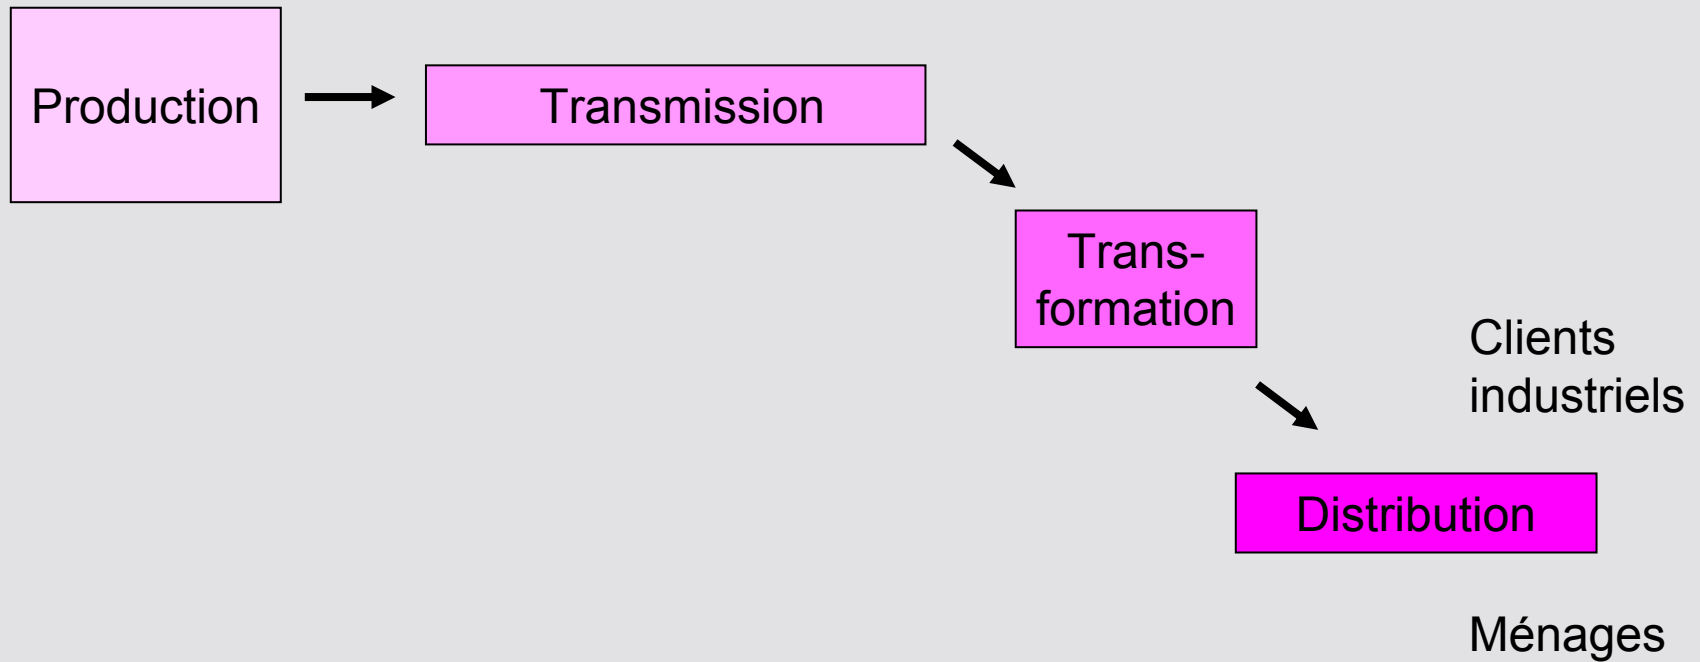 Production
Transmission
Trans-
formation
Clients
industriels
Distribution
Ménages